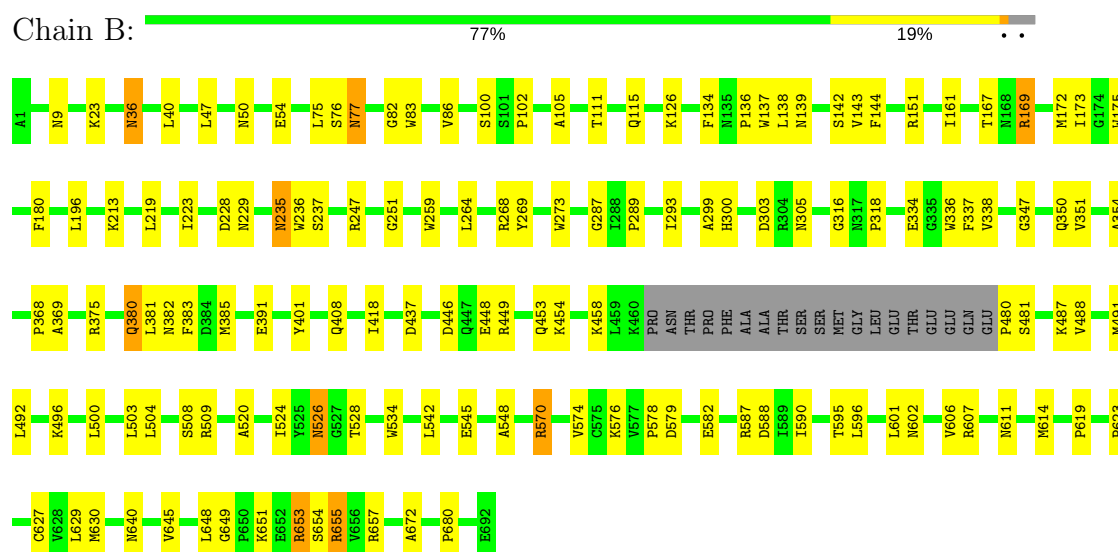 Chain B:
77% 19% • •
A1 N9 K23 N36 L40 L47 N50 E54 L75 S76 N77 G82 W83 V86 S100 S101 P102 A105 T111 Q115 K126 F134 N135 P136 W137 L138 N139 S142 V143 F144 R151 I161 T167 N168 R169 M172 I173 G174 W175
F180 L196 K213 L219 I223 D228 N229 N235 W236 S237 R247 G251 W259 L264 R268 Y269 W273 G287 I288 P289 I293 A299 H300 D303 R304 N305 G316 N317 P318 E334 G335 W336 F337 V338 G347 Q350 V351 A354
P368 A369 R375 Q380 L381 N382 F383 D384 M385 E391 Y401 Q408 I418 D437 D446 Q447 E448 R449 Q453 K454 K458 L459 K460 PRO ASN THR PRO PHE ALA ALA THR SER SER MET GLY LEU GLU THR GLU GLU GLN GLU P480 S481 K487 V488 M491
L492 K496 L500 L503 L504 S508 R509 A520 I524 Y525 N526 G527 T528 W534 L542 E545 A548 R570 V574 C575 K576 V577 P578 D579 E582 R587 D588 I589 I590 T595 L596 L601 N602 V606 R607 N611 M614 P619
C627 V628 L629 M630 N640 V645 L648 G649 P650 K651 E652 R653 S654 R655 V656 R657 A672 P680 E692